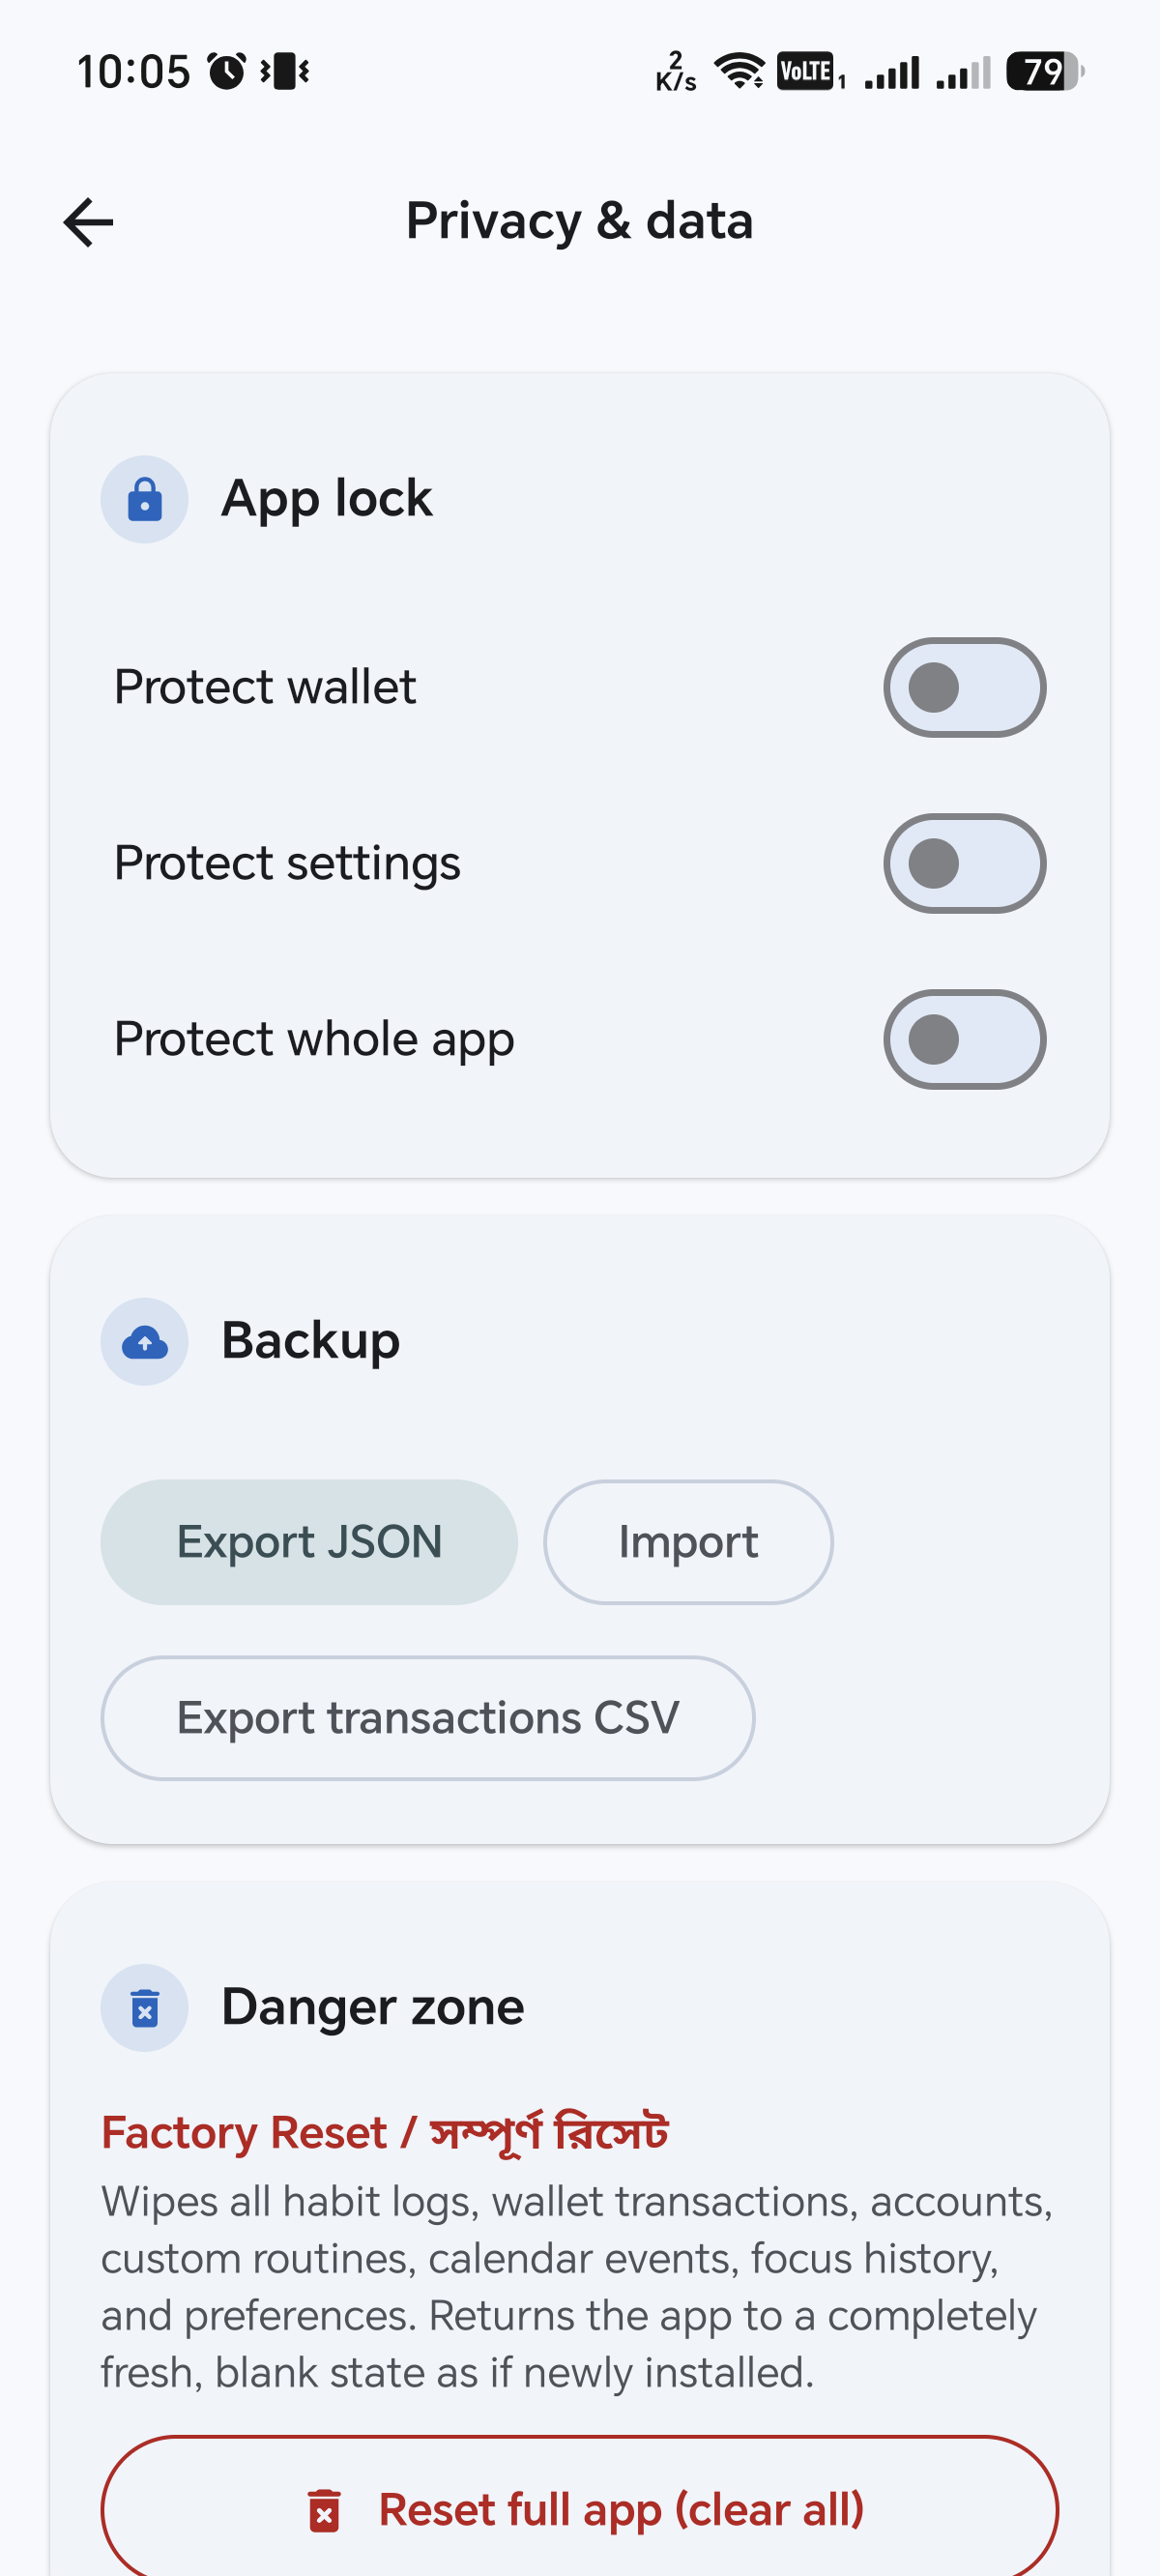 10:05
2
K/s
VoLTE 1
79
Privacy & data
App lock
Protect wallet
Protect settings
Protect whole app
Backup
Export JSON
Import
Export transactions CSV
Danger zone
Factory Reset / সম্পূর্ণ রিসেট
Wipes all habit logs, wallet transactions, accounts,
custom routines, calendar events, focus history,
and preferences. Returns the app to a completely
fresh, blank state as if newly installed.
Reset full app (clear all)